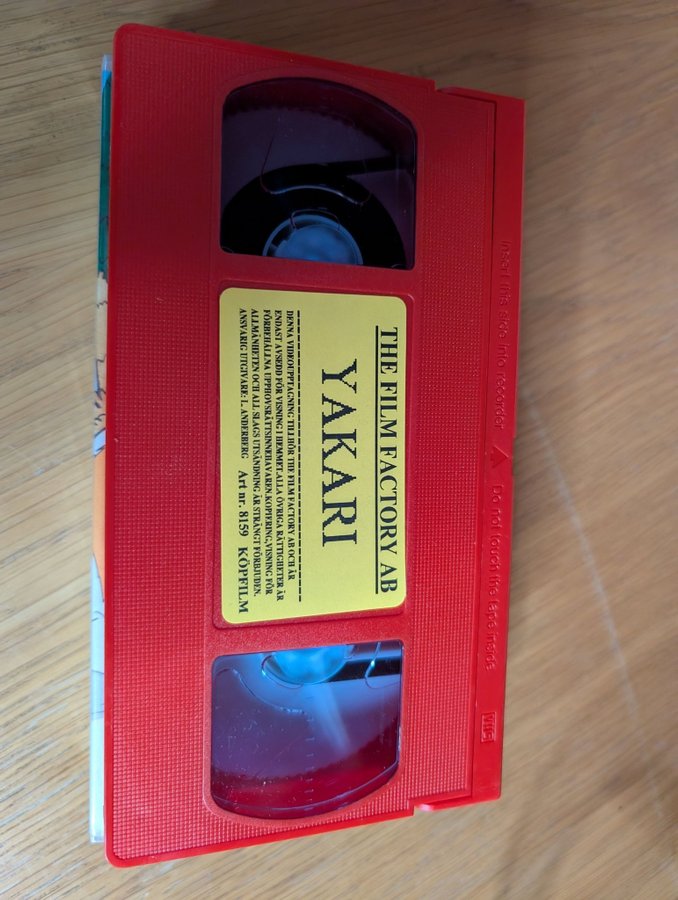 THE FILM FACTORY AB
YAKARI
DENNA VIDEOUPPTAGNING TILLHÖR THE FILM FACTORY AB OCH ÄR
ENDAST AVSEDD FÖR VISNING I HEMMET.ALLA ÖVRIGA RÄTTIGHETER ÄR
FÖRBEHÅLLNA UPPHOVSRÄTTSINNEHAVAREN.KOPIERING,VISNING FÖR
ALLMÄNHETEN OCH ALL SLAGS UTSÄNDNING ÄR STRÄNGT FÖRBJUDEN.
ANSVARIG UTGIVARE: L. ANDERBERG Art nr. 8159 KÖPFILM
Insert this side into recorder Do not touch the tape inside
VHS